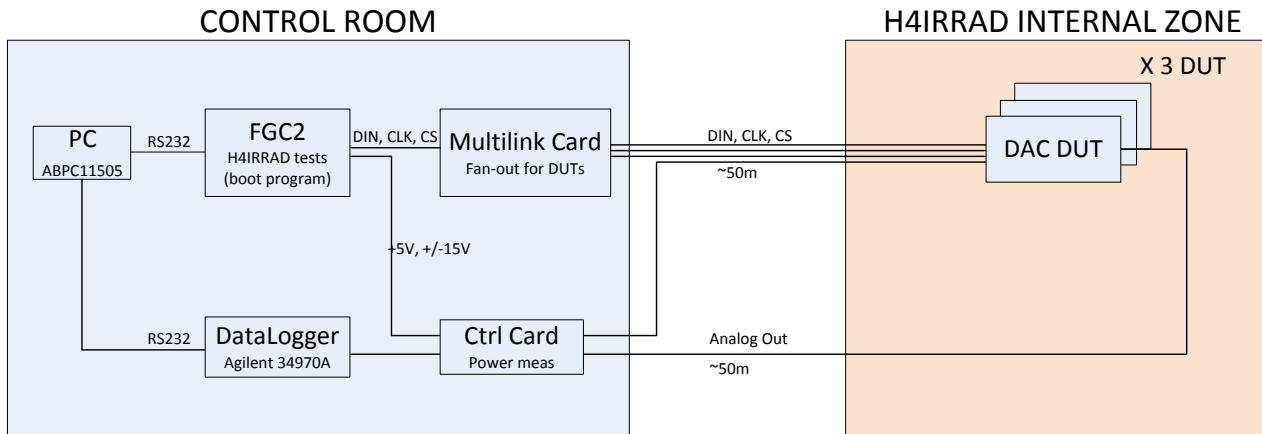 CONTROL ROOM
H4IRRAD INTERNAL ZONE
X 3 DUT
PC
ABPC11505
RS232
FGC2
H4IRRAD tests
(boot program)
DIN, CLK, CS
Multilink Card
Fan-out for DUTs
DIN, CLK, CS
~50m
DAC DUT
+5V, +/-15V
RS232
DataLogger
Agilent 34970A
Ctrl Card
Power meas
Analog Out
~50m